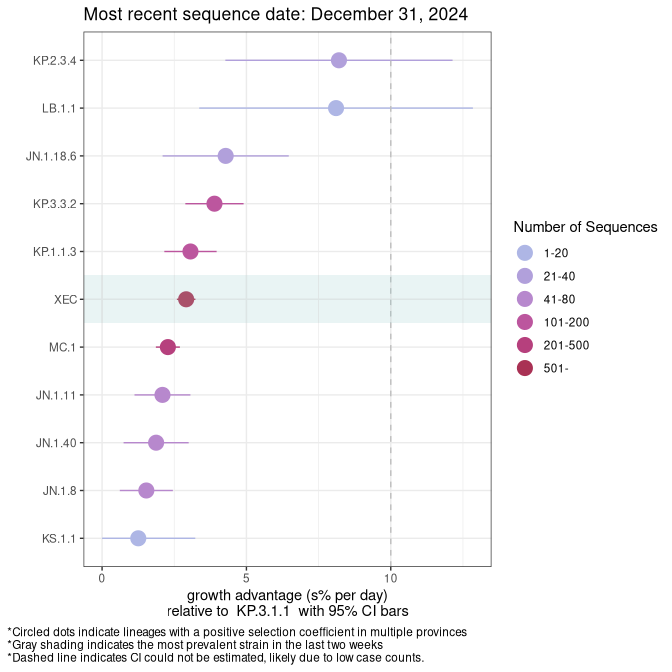 Most recent sequence date: December 31, 2024
KP.2.3.4
LB.1.1
JN.1.18.6
KP.3.3.2
KP.1.1.3
XEC
MC.1
JN.1.11
JN.1.40
JN.1.8
KS.1.1
0 5 10
growth advantage (s% per day)
relative to KP.3.1.1 with 95% CI bars
Number of Sequences
1-20
21-40
41-80
101-200
201-500
501-
*Circled dots indicate lineages with a positive selection coefficient in multiple provinces
*Gray shading indicates the most prevalent strain in the last two weeks
*Dashed line indicates CI could not be estimated, likely due to low case counts.